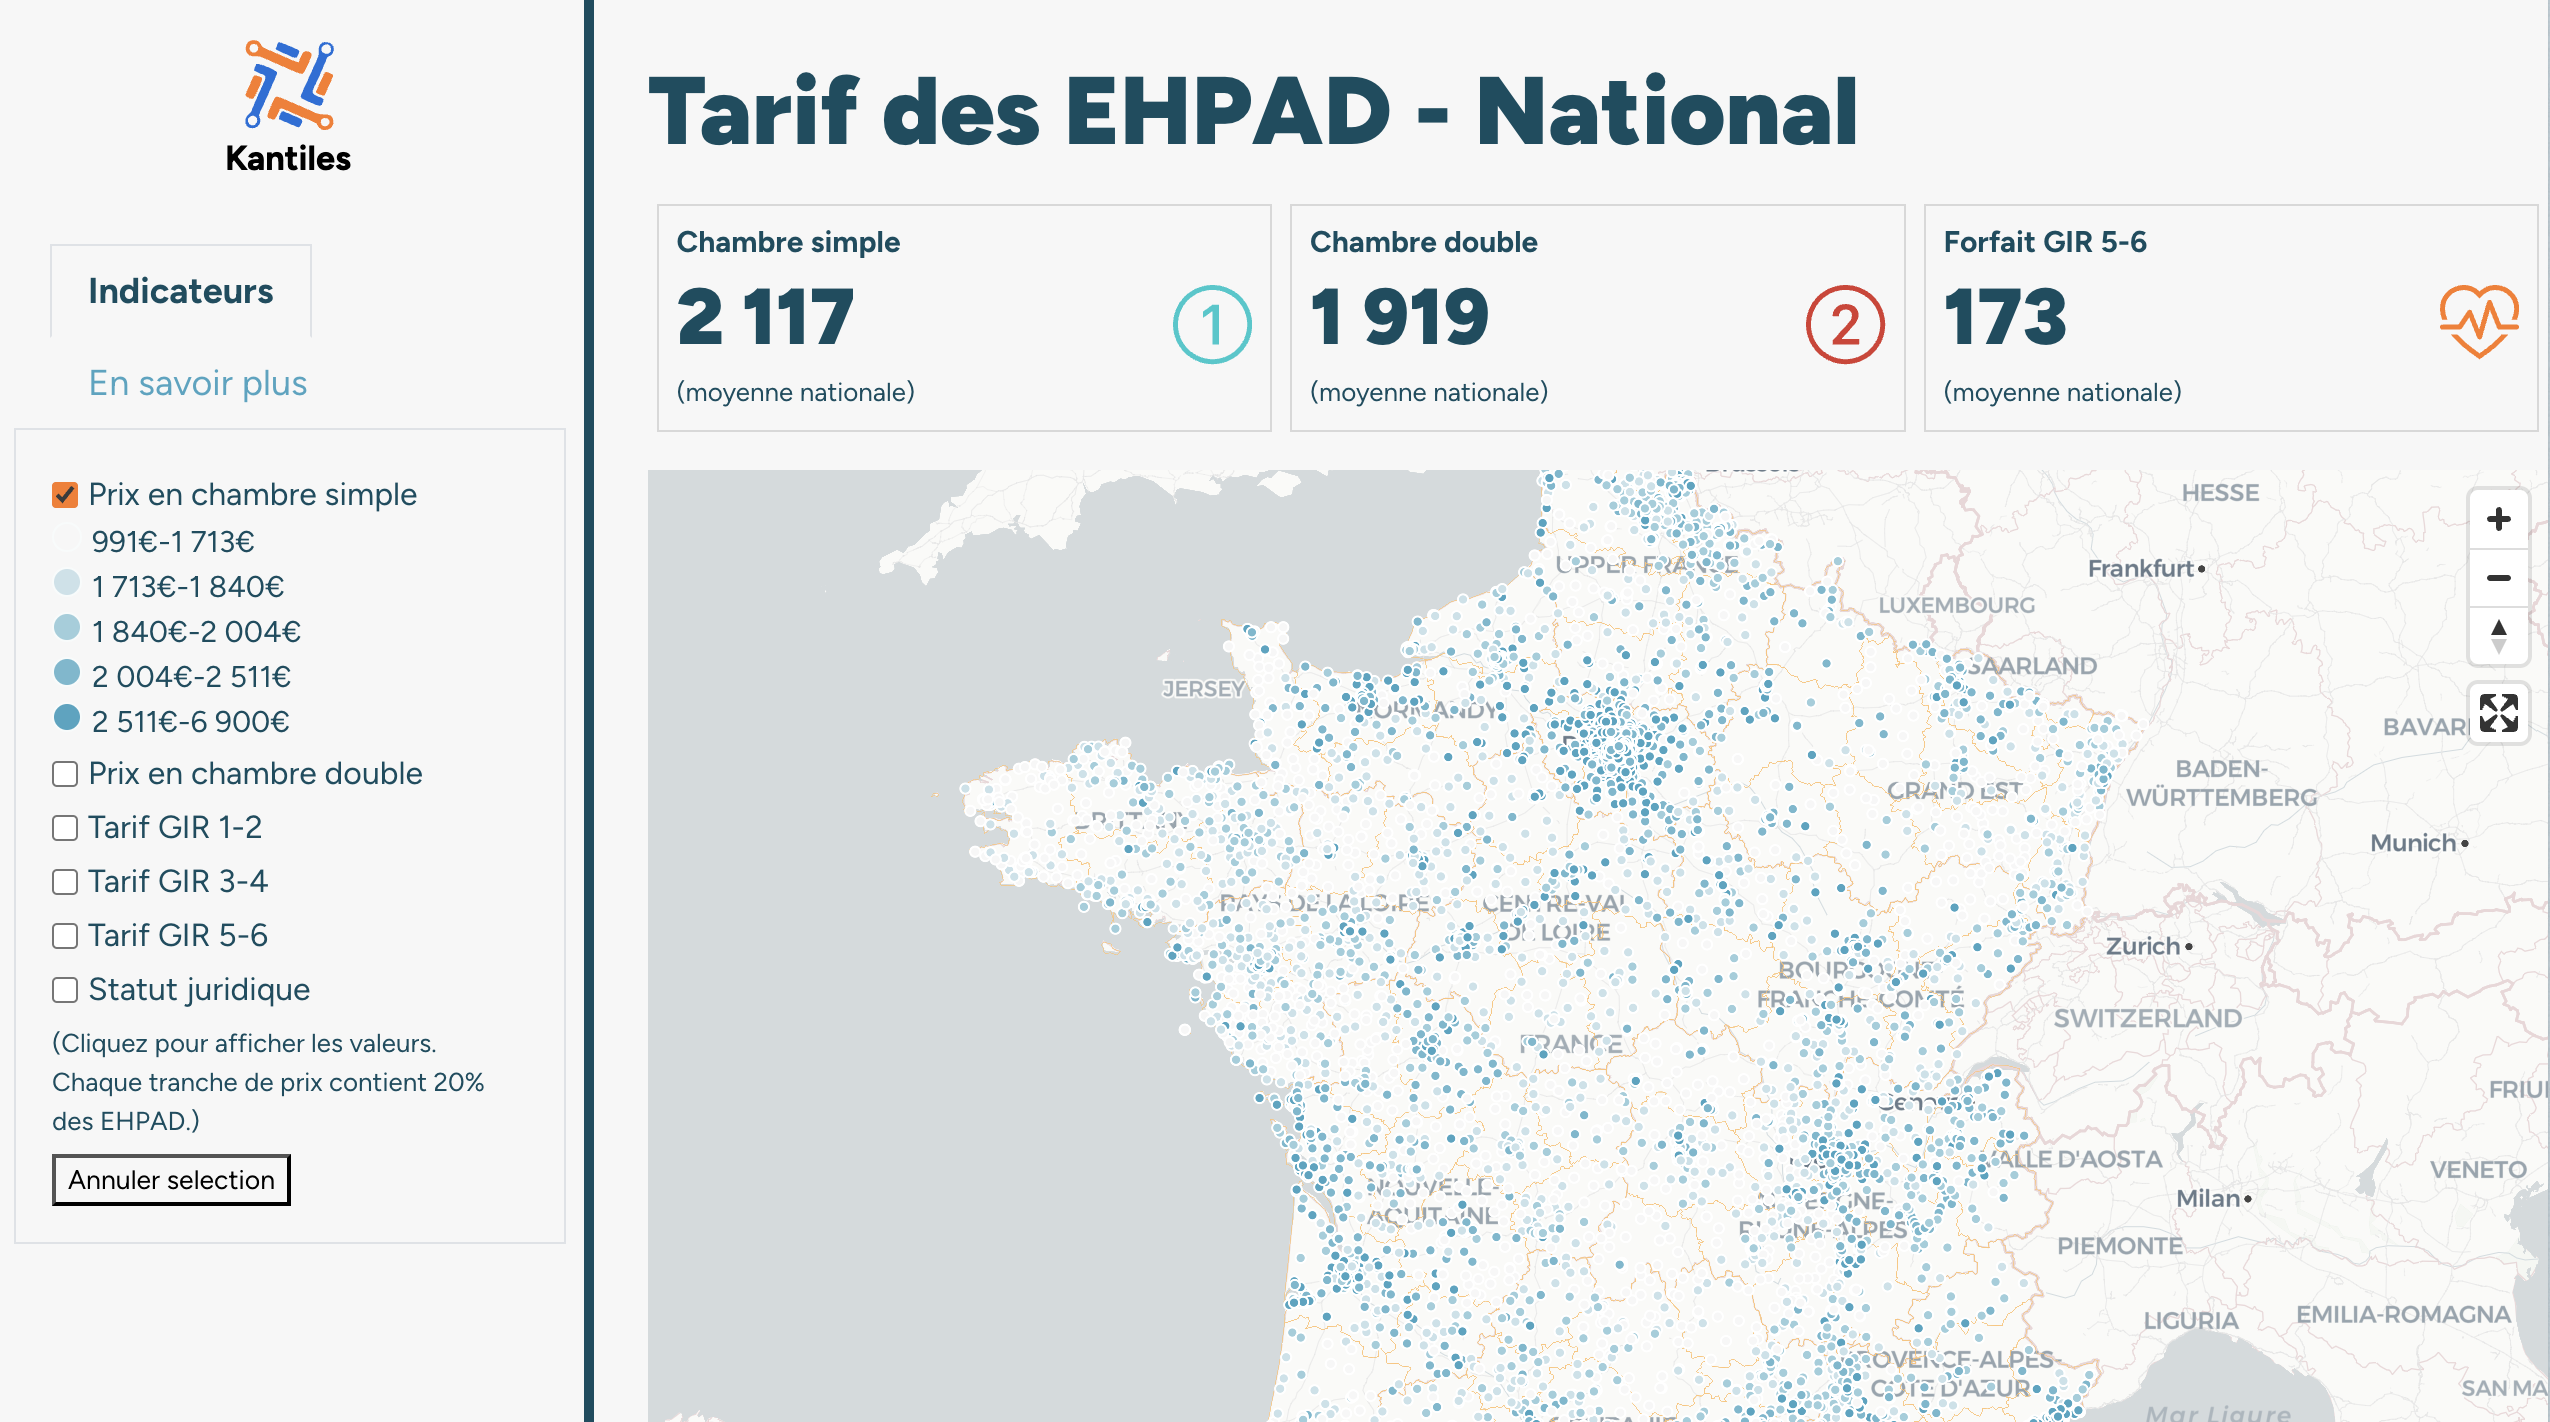 Kantiles
Indicateurs
En savoir plus
Prix en chambre simple
991€-1 713€
1 713€-1 840€
1 840€-2 004€
2 004€-2 511€
2 511€-6 900€
Prix en chambre double
Tarif GIR 1-2
Tarif GIR 3-4
Tarif GIR 5-6
Statut juridique
(Cliquez pour afficher les valeurs.
Chaque tranche de prix contient 20%
des EHPAD.)
Annuler selection
Tarif des EHPAD - National
Chambre simple
2 117
1
(moyenne nationale)
Chambre double
1 919
2
(moyenne nationale)
Forfait GIR 5-6
173
(moyenne nationale)
HESSE
UPPER FRANCE
Frankfurt
LUXEMBOURG
SAARLAND
JERSEY
NORMANDY
BADEN-
WÜRTTEMBERG
GRAND EST
Munich
PAYS DE LA LOIRE
CENTRE-VAL
DE LOIRE
Zurich
BOURGOGNE
FRANCHE-COMTÉ
SWITZERLAND
FRANCE
VALLE D'AOSTA
VENETO
NOUVELLE-
AQUITAINE
Milan
PIEMONTE
LIGURIA
EMILIA-ROMAGNA
PROVENCE-ALPES-
CÔTE D'AZUR
Mar Ligure